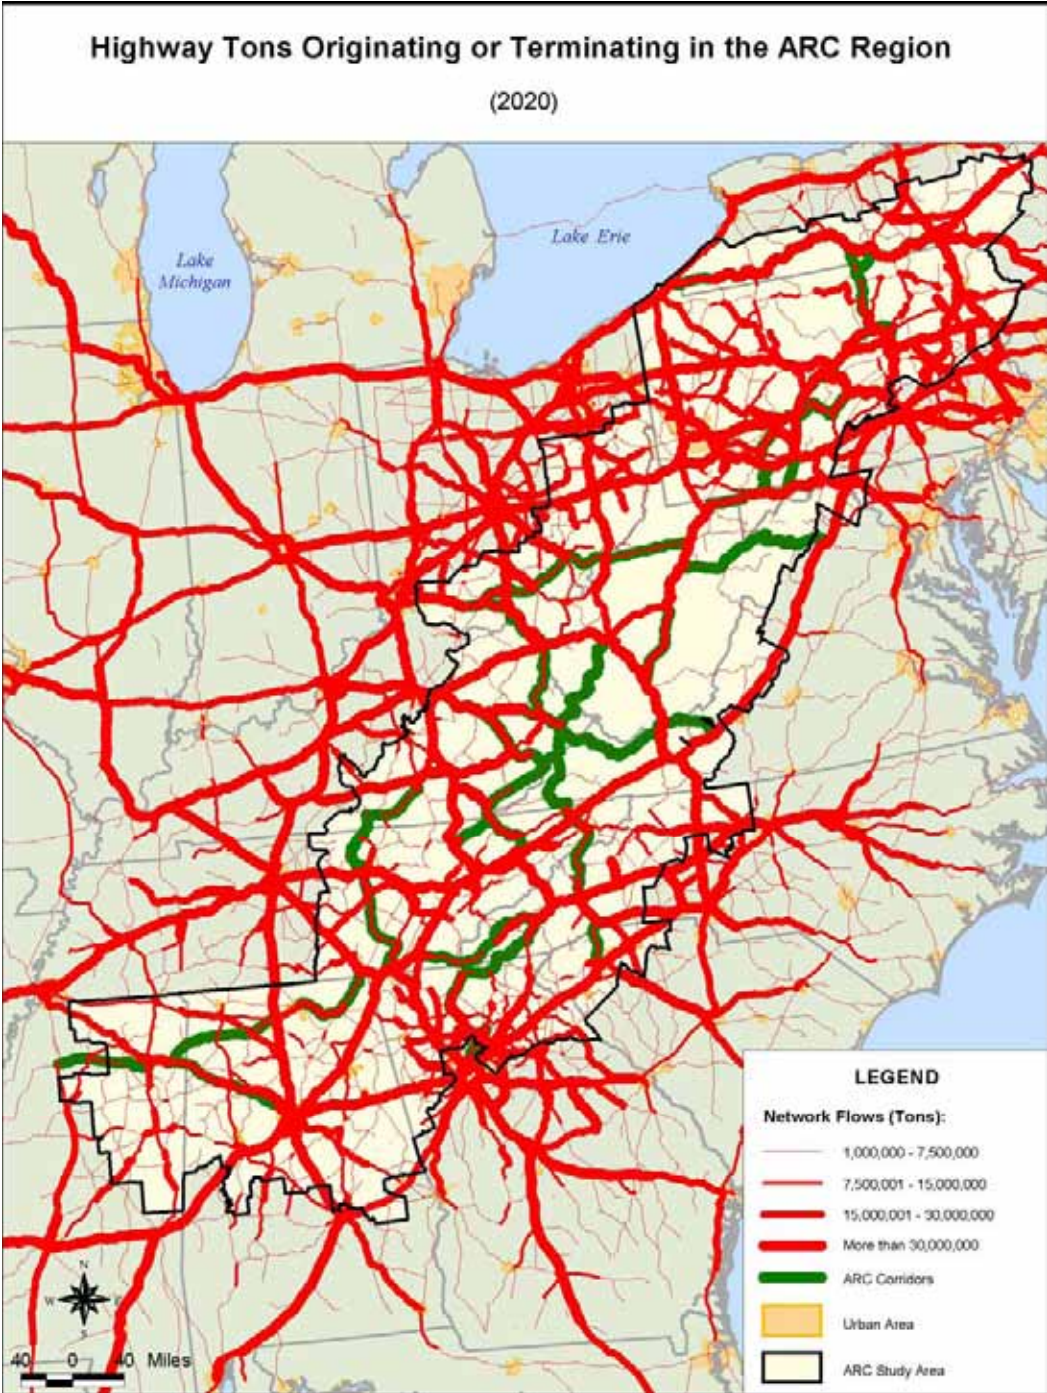 Highway Tons Originating or Terminating in the ARC Region
(2020)
Lake Erie
Lake
Michigan
LEGEND
Network Flows (Tons):
1,000,000 - 7,500,000
7,500,001 - 15,000,000
15,000,001 - 30,000,000
More than 30,000,000
ARC Corridors
Urban Area
ARC Study Area
N
W E
S
40 0 40 Miles